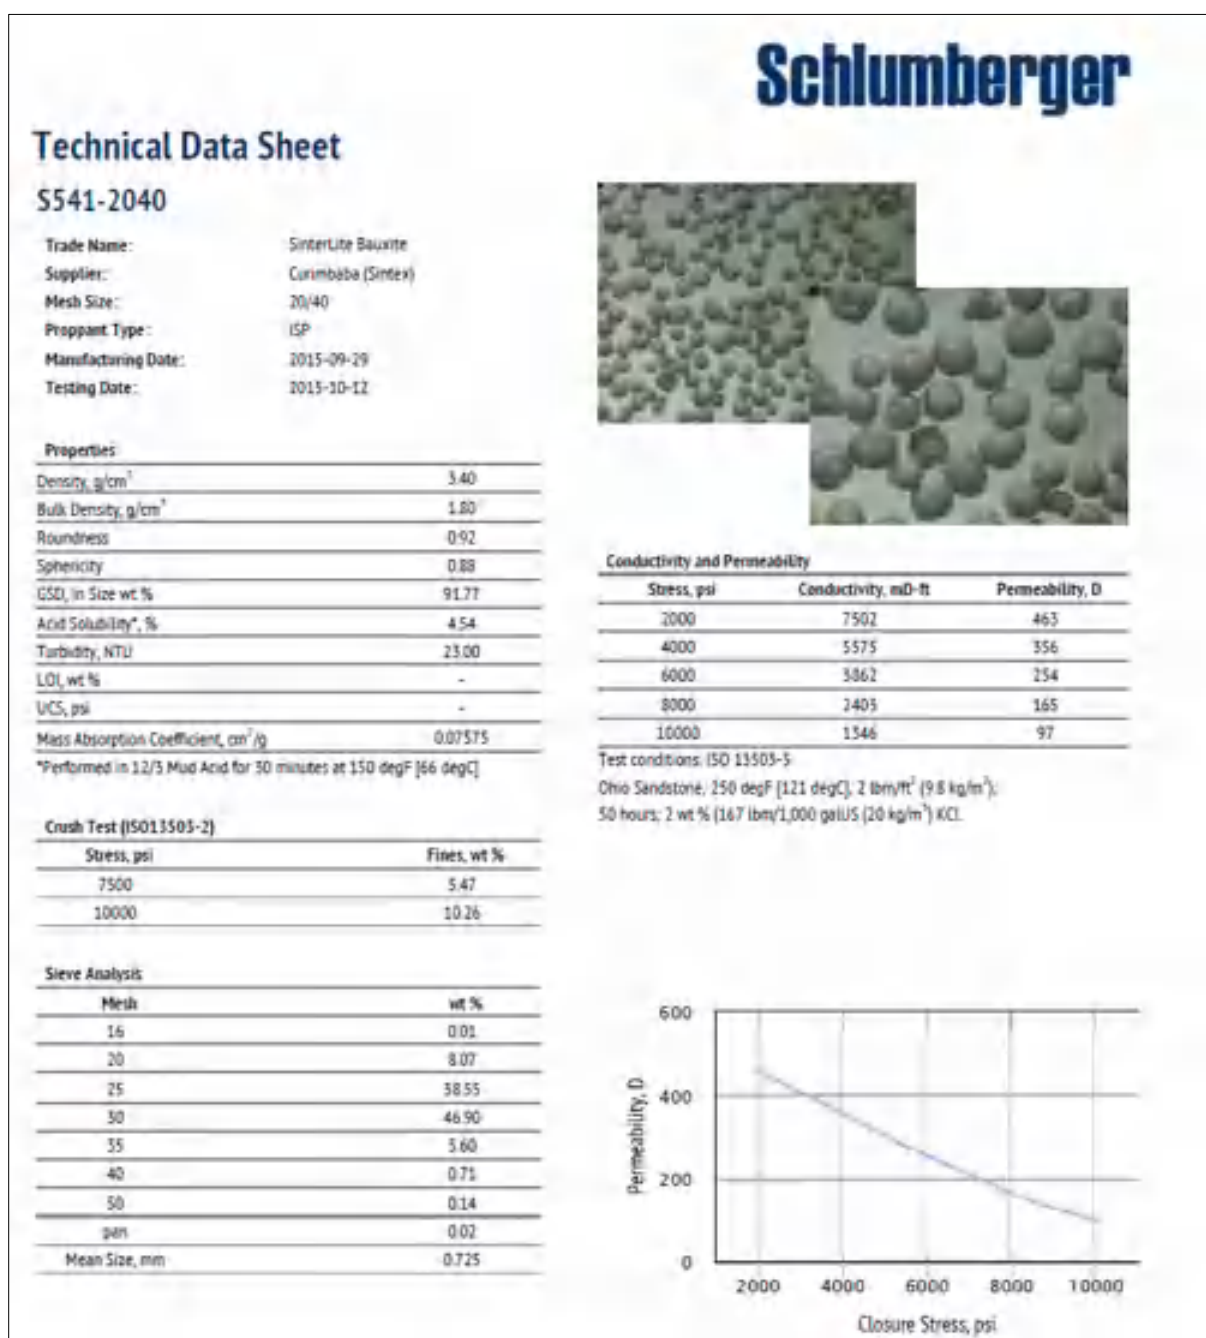 Schlumberger
Technical Data Sheet
S541-2040
Trade Name: SinterLite Bauxite
Supplier: Curimbaba (Sintex)
Mesh Size: 20/40
Proppant Type: ISP
Manufacturing Date: 2015-09-29
Testing Date: 2015-10-12
Properties
Density, g/cm³ 3.40
Bulk Density, g/cm³ 1.80
Roundness 0.92
Sphericity 0.88
GSD, In Size wt % 91.77
Acid Solubility*, % 4.54
Turbidity, NTU 23.00
LOI, wt % -
UCS, psi -
Mass Absorption Coefficient, cm²/g 0.07575
*Performed in 12/3 Mud Acid for 30 minutes at 150 degF [66 degC]
Crush Test (ISO13503-2)
Stress, psi Fines, wt %
7500 5.47
10000 10.26
Sieve Analysis
Mesh wt %
16 0.01
20 8.07
25 38.55
30 46.90
35 5.60
40 0.71
50 0.14
pan 0.02
Mean Size, mm 0.725
Conductivity and Permeability
Stress, psi Conductivity, mD-ft Permeability, D
2000 7502 463
4000 5575 356
6000 3862 254
8000 2403 165
10000 1346 97
Test conditions: ISO 13503-5
Ohio Sandstone, 250 degF [121 degC], 2 lbm/ft² (9.8 kg/m²);
50 hours; 2 wt % (167 lbm/1,000 galUS (20 kg/m³) KCl.
600
400
200
0
Permeability, D
2000 4000 6000 8000 10000
Closure Stress, psi